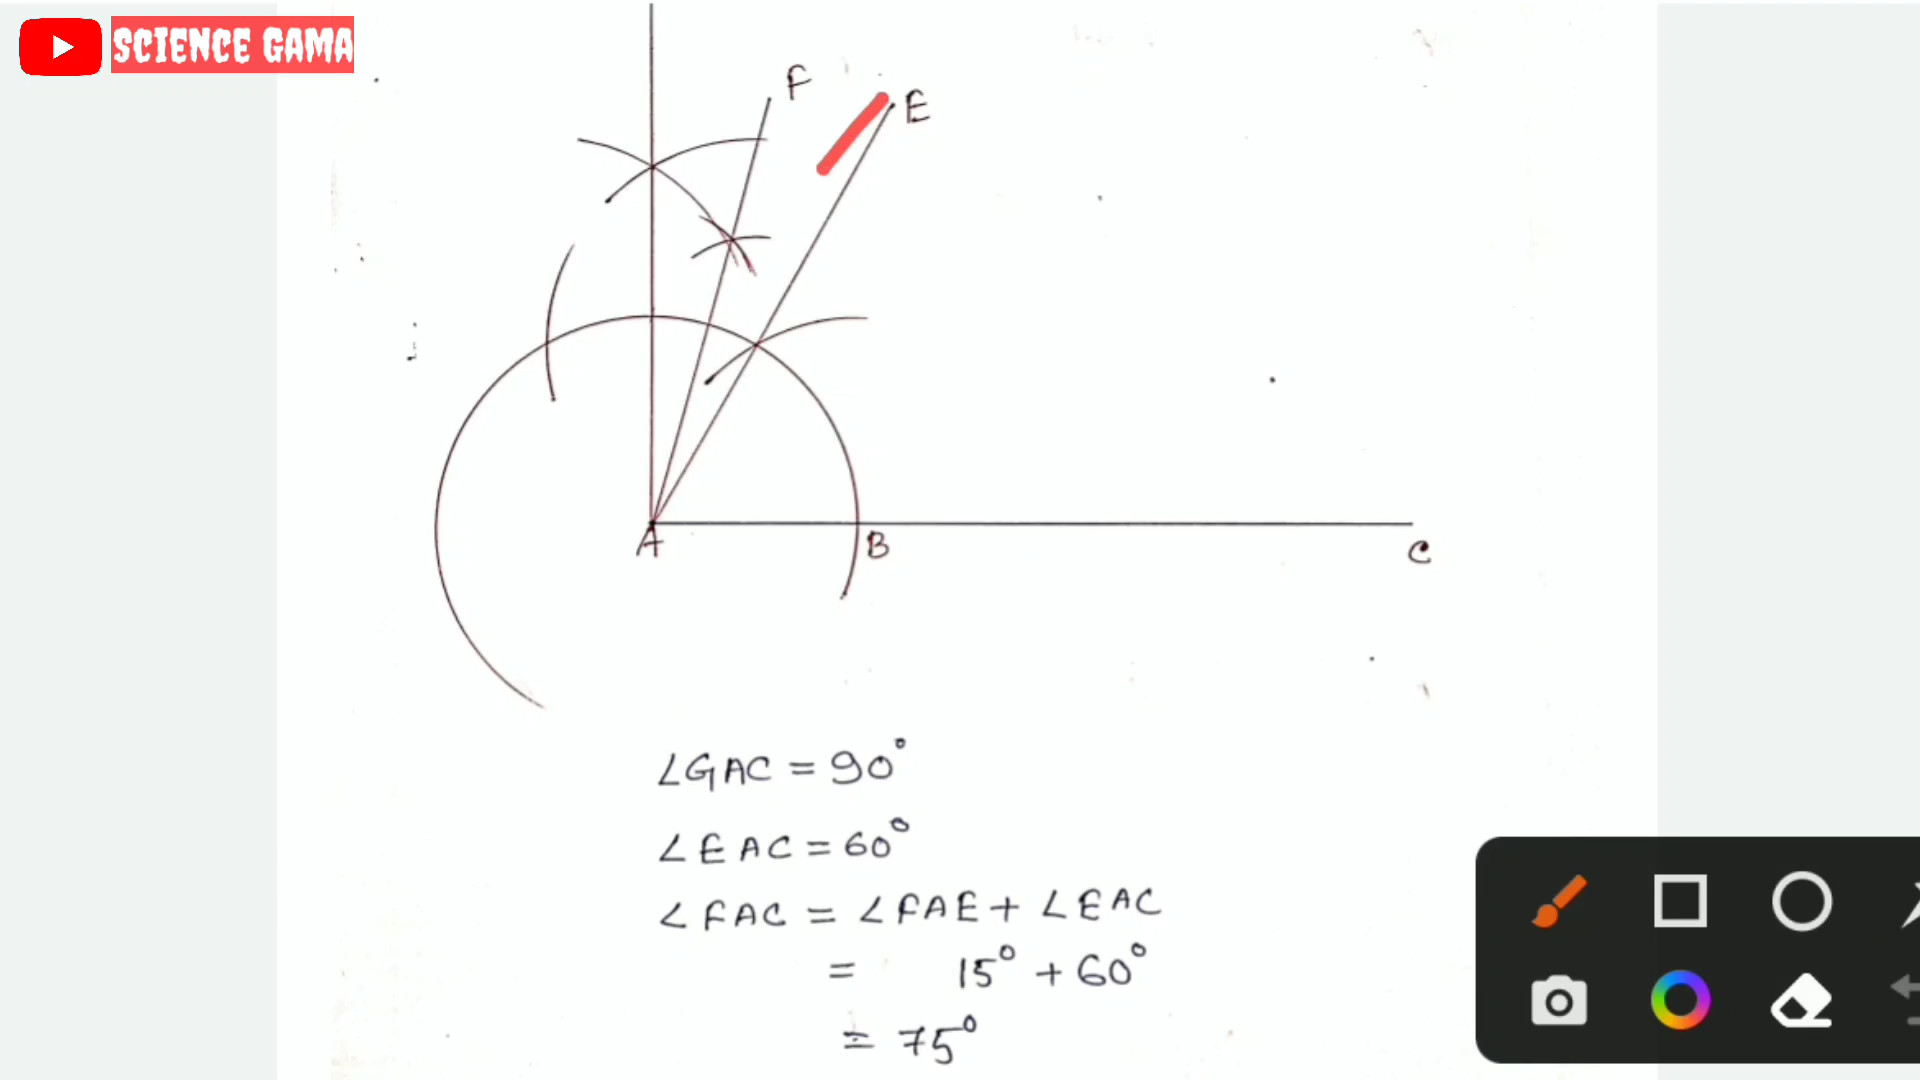 SCIENCE GAMA
F
E
A
B
C
∠GAC = 90°
∠EAC = 60°
∠FAC = ∠FAE + ∠EAC
= 15° + 60°
= 75°